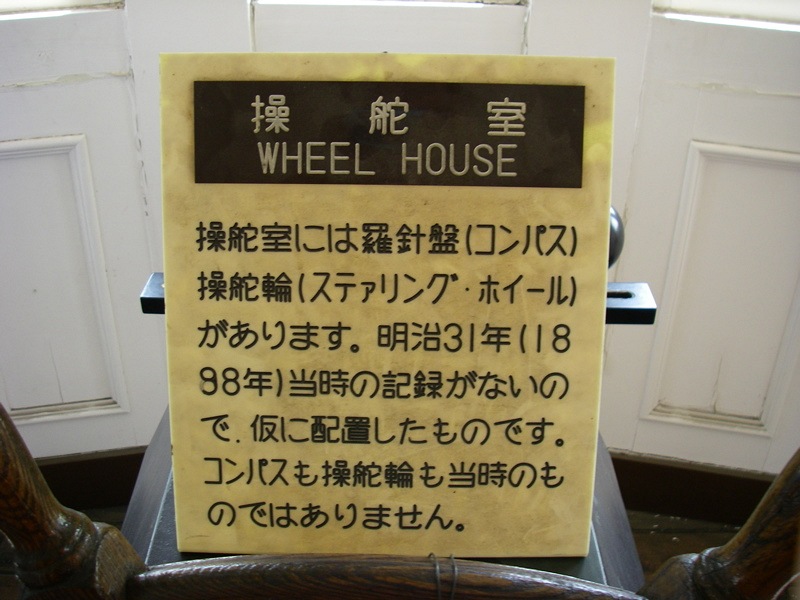 操舵室
WHEEL HOUSE
操舵室には羅針盤(コンパス)
操舵輪(ステァリング・ホイール)
があります。明治31年(18
98年)当時の記録がないの
で、仮に配置したものです。
コンパスも操舵輪も当時のも
のではありません。